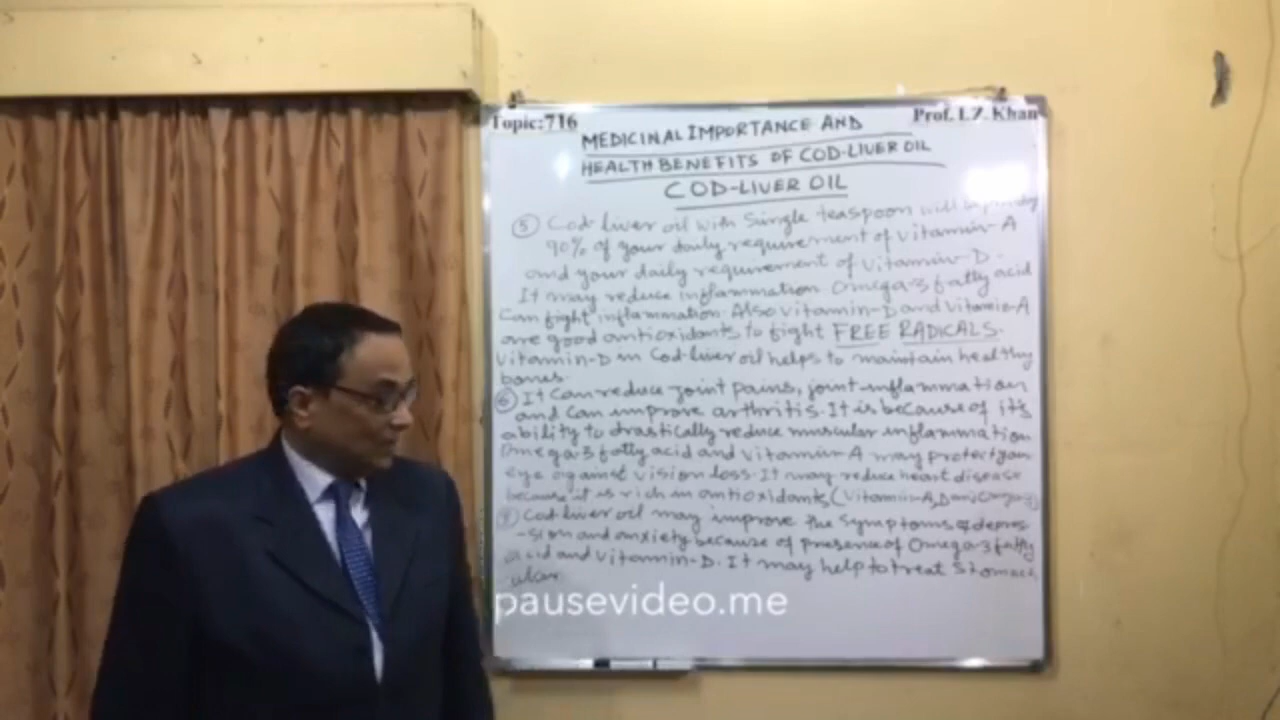 Topic:716
Prof. I.Z. Khan
MEDICINAL IMPORTANCE AND
HEALTH BENEFITS OF COD-LIVER OIL
COD-LIVER OIL
⑤ Cod-liver oil with Single teaspoon will
90% of your daily requirement of vitamin-A
and your daily requirement of vitamin-D.
It may reduce inflammation. Omega-3 fatty acid
can fight inflammation. Also vitamin-D and vitamin-A
are good antioxidants to fight FREE RADICALS.
Vitamin-D in Cod-liver oil helps to maintain healthy
bones.
⑥ It can reduce joint pains, joint-inflammation
and can improve arthritis. It is because of it's
ability to drastically reduce muscular inflammation
Omega-3 fatty acid and vitamin-A may protect your
eye against vision loss. It may reduce heart disease
because it is rich in antioxidants (Vitamin-A, D and Omega-3)
Cod-liver oil may improve the symptoms of depres
-sion and anxiety because of presence of Omega-3 fatty
acid and vitamin-D. It may help to treat Stomach
ulcer
pausevideo.me